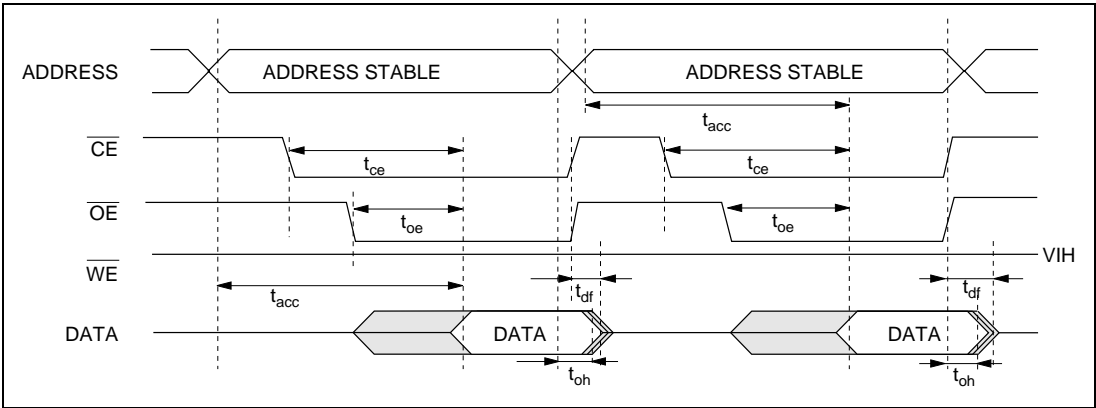 ADDRESS
ADDRESS STABLE
ADDRESS STABLE
tacc
CE
tce
tce
OE
toe
toe
VIH
WE
tacc
tdf
tdf
DATA
DATA
DATA
toh
toh